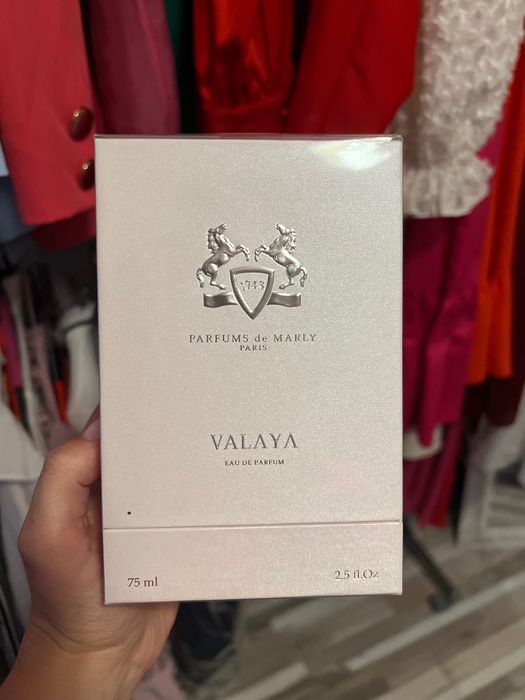 1743
PARFUMS de MARLY
PARIS
VALAYA
EAU DE PARFUM
75 ml 2.5 fl.Oz